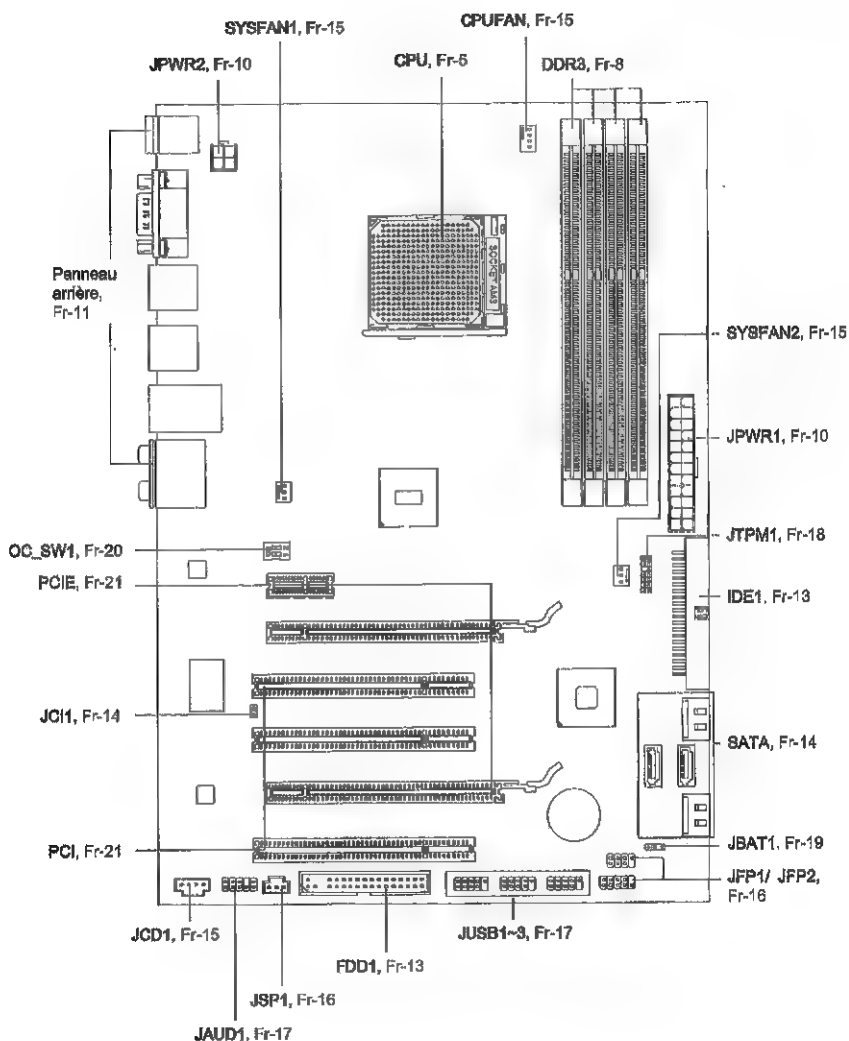 CPUFAN, Fr-15
SYSFAN1, Fr-15
JPWR2, Fr-10
CPU, Fr-5
DDR3, Fr-8
SOCKET AM3
Panneau
arrière,
Fr-11
SYSFAN2, Fr-15
JPWR1, Fr-10
JTPM1, Fr-18
OC_SW1, Fr-20
PCIE, Fr-21
IDE1, Fr-13
JCI1, Fr-14
SATA, Fr-14
PCI, Fr-21
JBAT1, Fr-19
JFP1/ JFP2,
Fr-16
JCD1, Fr-15
JUSB1~3, Fr-17
FDD1, Fr-13
JSP1, Fr-16
JAUD1, Fr-17